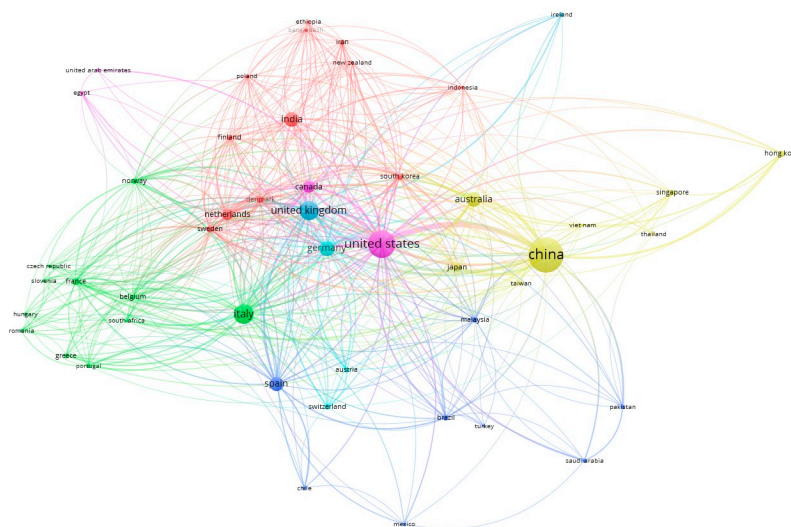 ireland
ethiopia
bangladesh
iran
new zealand
united arab emirates
poland
egypt
indonesia
india
finland
hong ko
south korea
norway
canada
singapore
denmark
australia
netherlands
united kingdom
sweden
viet nam
thailand
germany
united states
china
czech republic
japan
slovenia
france
taiwan
belgium
hungary
italy
south africa
malaysia
romania
greece
portugal
austria
spain
switzerland
pakistan
brazil
turkey
saudi arabia
chile
mexico